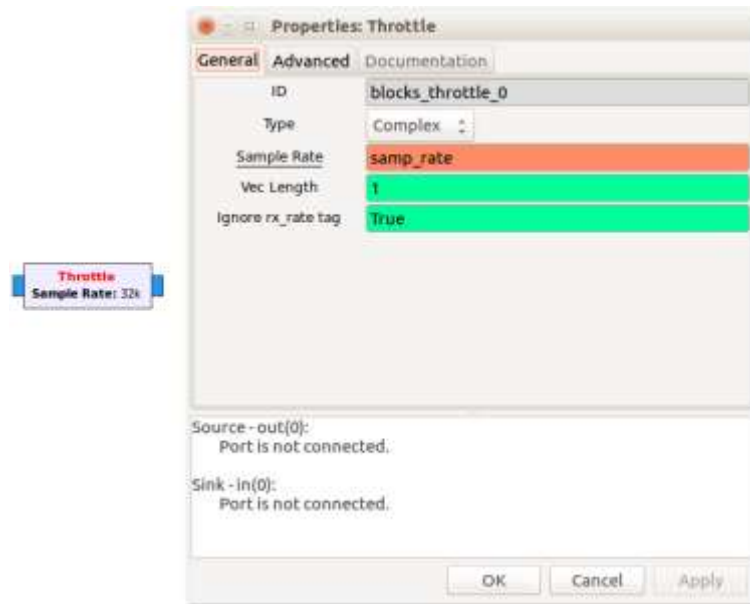 Properties: Throttle
General Advanced Documentation
ID blocks_throttle_0
Type Complex
Sample Rate samp_rate
Vec Length 1
Ignore rx_rate tag True
Throttle
Sample Rate: 32k
Source - out(0):
Port is not connected.
Sink - in(0):
Port is not connected.
OK Cancel Apply